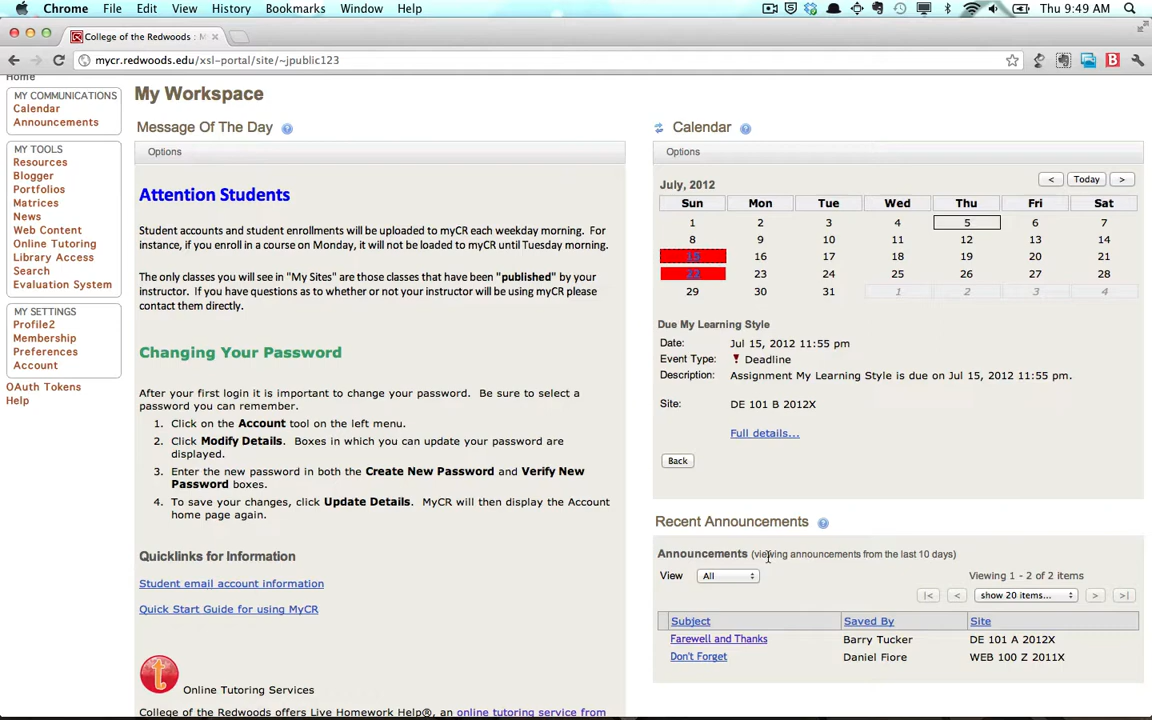 Chrome File Edit View History Bookmarks Window Help Thu 9:49 AM
College of the Redwoods : M
mycr.redwoods.edu/xsl-portal/site/~jpublic123
Home
MY COMMUNICATIONS
Calendar
Announcements
MY TOOLS
Resources
Blogger
Portfolios
Matrices
News
Web Content
Online Tutoring
Library Access
Search
Evaluation System
MY SETTINGS
Profile2
Membership
Preferences
Account
OAuth Tokens
Help
My Workspace
Message Of The Day
Options
Attention Students
Student accounts and student enrollments will be uploaded to myCR each weekday morning. For
instance, if you enroll in a course on Monday, it will not be loaded to myCR until Tuesday morning.
The only classes you will see in "My Sites" are those classes that have been "published" by your
instructor. If you have questions as to whether or not your instructor will be using myCR please
contact them directly.
Changing Your Password
After your first login it is important to change your password. Be sure to select a
password you can remember.
1. Click on the Account tool on the left menu.
2. Click Modify Details. Boxes in which you can update your password are
displayed.
3. Enter the new password in both the Create New Password and Verify New
Password boxes.
4. To save your changes, click Update Details. MyCR will then display the Account
home page again.
Quicklinks for Information
Student email account information
Quick Start Guide for using MyCR
t
Online Tutoring Services
College of the Redwoods offers Live Homework Help®, an online tutoring service from
Calendar
Options
July, 2012
< Today >
Sun Mon Tue Wed Thu Fri Sat
1 2 3 4 5 6 7
8 9 10 11 12 13 14
15 16 17 18 19 20 21
22 23 24 25 26 27 28
29 30 31 1 2 3 4
Due My Learning Style
Date: Jul 15, 2012 11:55 pm
Event Type: Deadline
Description: Assignment My Learning Style is due on Jul 15, 2012 11:55 pm.
Site: DE 101 B 2012X
Full details...
Back
Recent Announcements
Announcements (viewing announcements from the last 10 days)
View All Viewing 1 - 2 of 2 items
|< < show 20 items... > >|
Subject Saved By Site
Farewell and Thanks Barry Tucker DE 101 A 2012X
Don't Forget Daniel Fiore WEB 100 Z 2011X